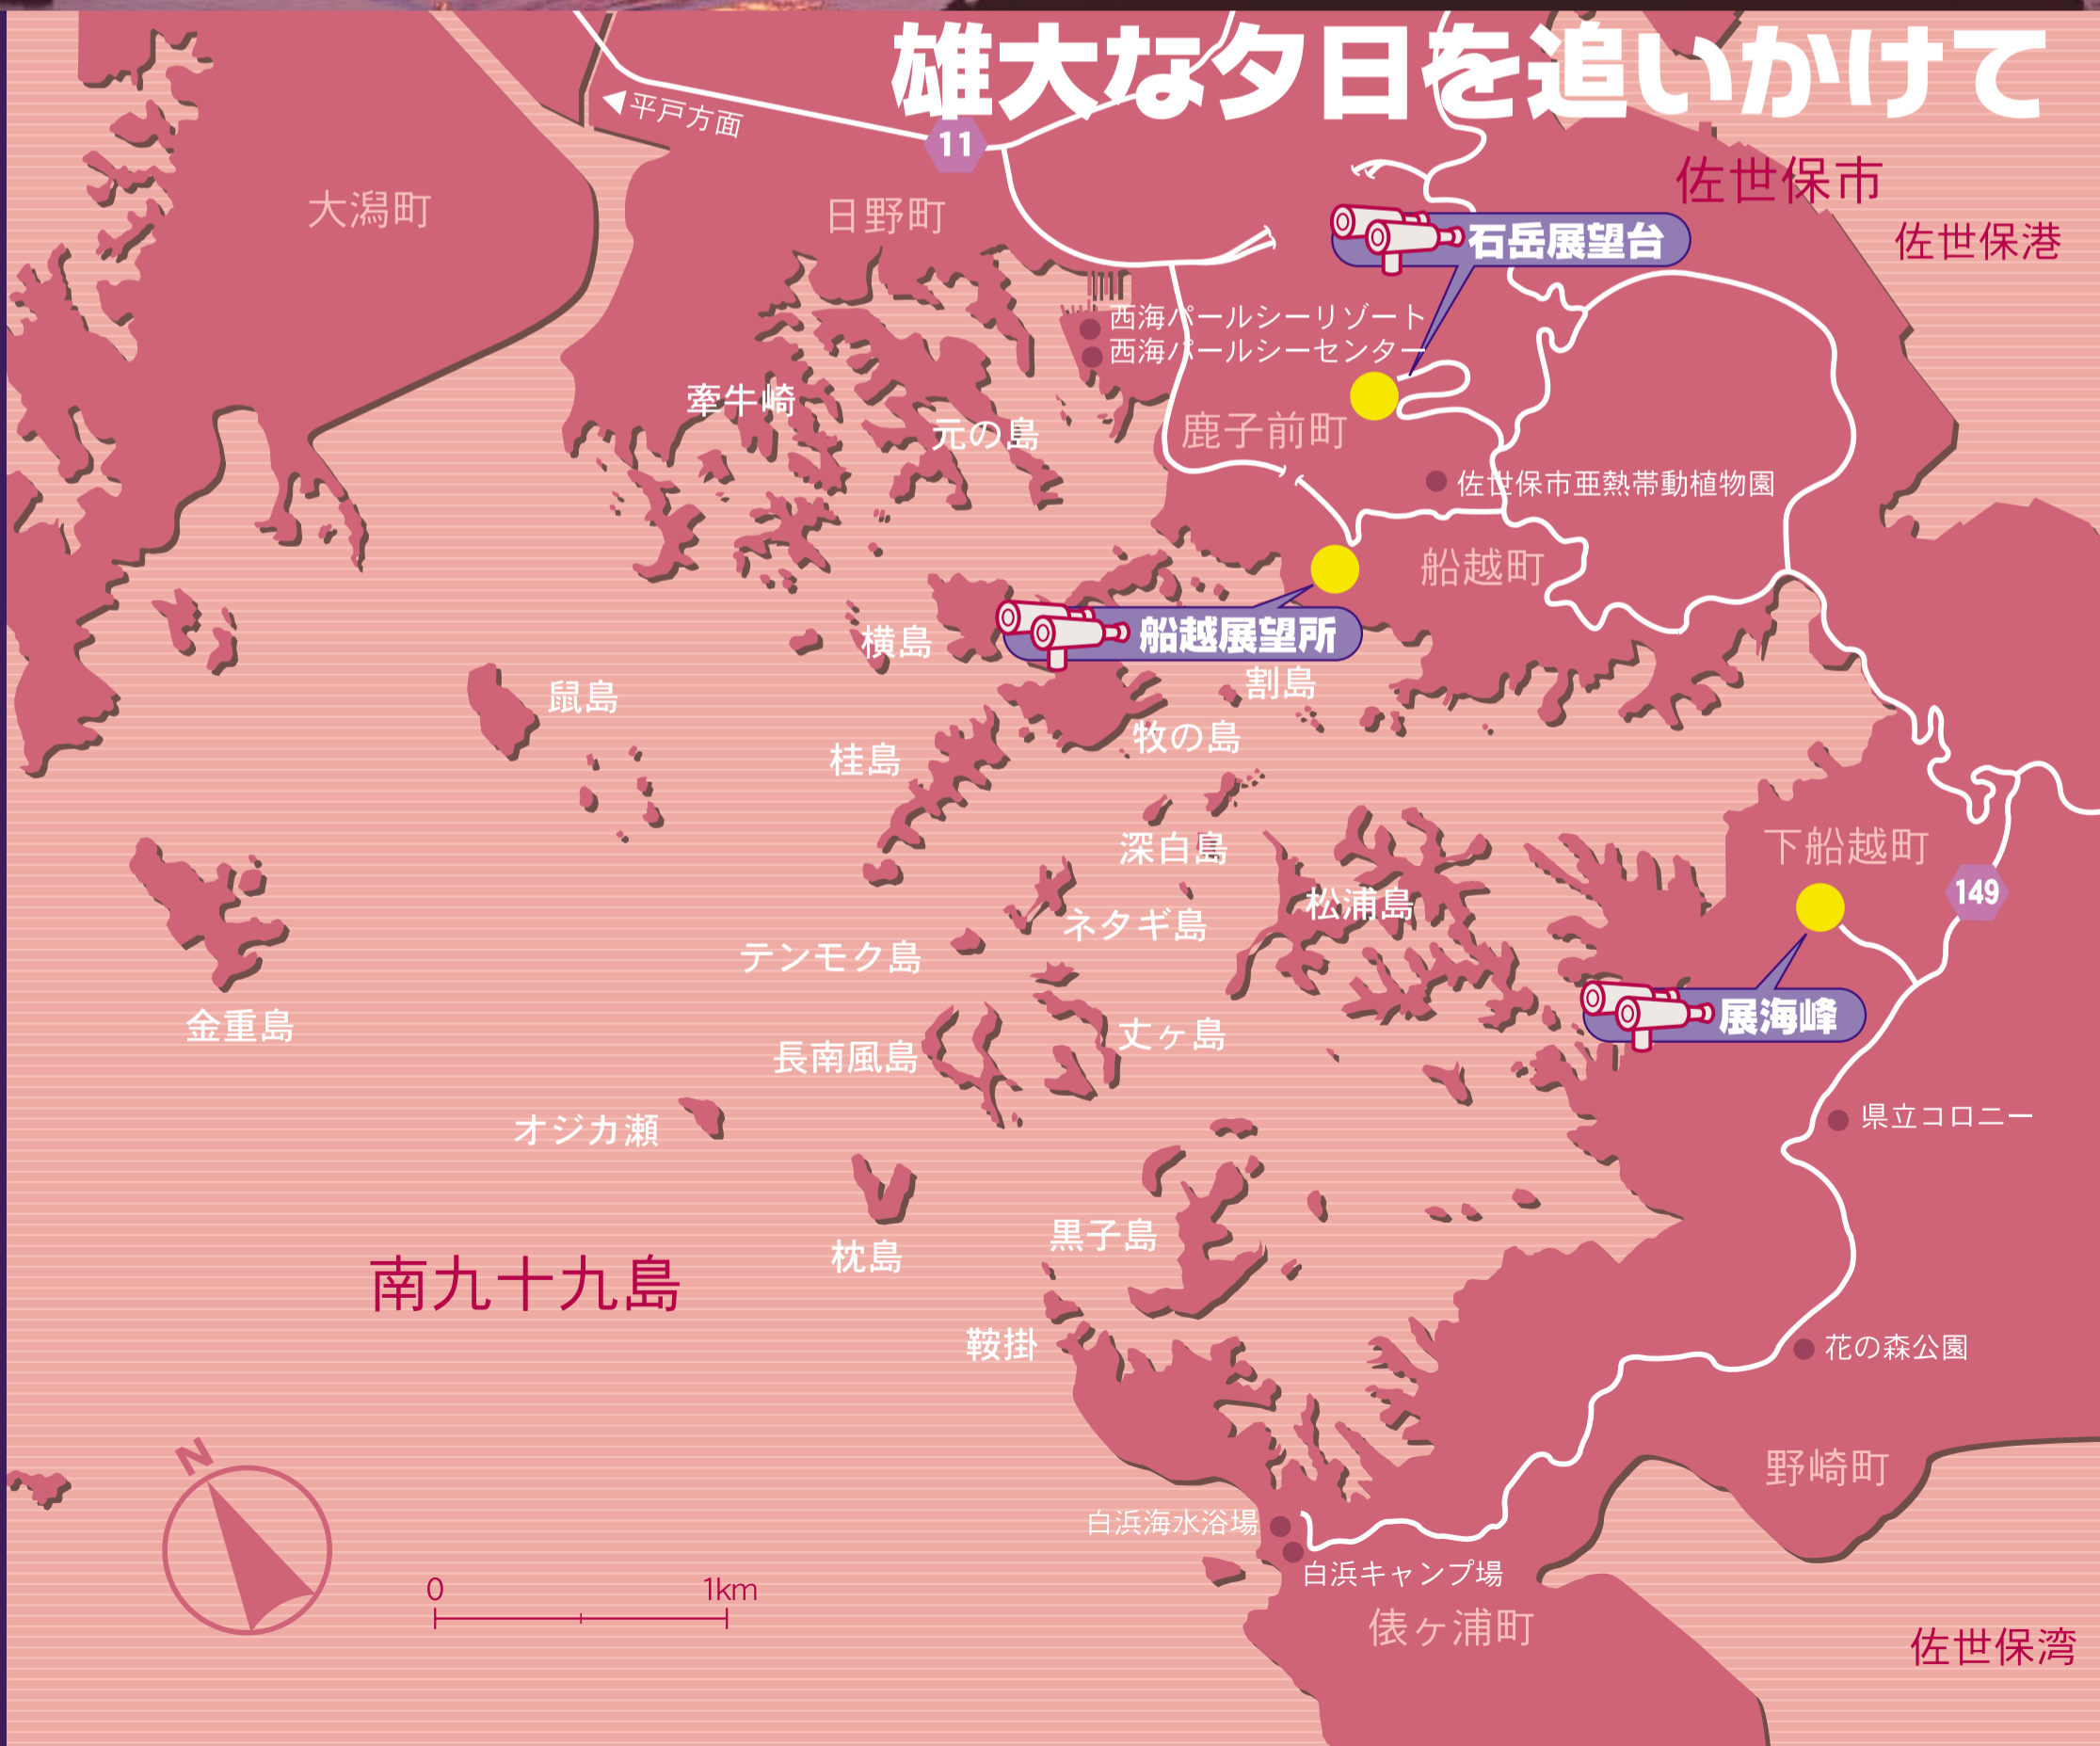 雄大な夕日を追いかけて
平戸方面
11
佐世保市
大潟町
日野町
佐世保港
石岳展望台
西海パールシーリゾート
西海パールシーセンター
牽牛崎
元の島
鹿子前町
佐世保市亜熱帯動植物園
船越町
船越展望所
横島
割島
鼠島
牧の島
桂島
深白島
下船越町
松浦島
149
ネタギ島
テンモク島
展海峰
金重島
丈ヶ島
長南風島
県立コロニー
オジカ瀬
黒子島
枕島
南九十九島
鞍掛
花の森公園
N
野崎町
白浜海水浴場
白浜キャンプ場
0
1km
俵ヶ浦町
佐世保湾